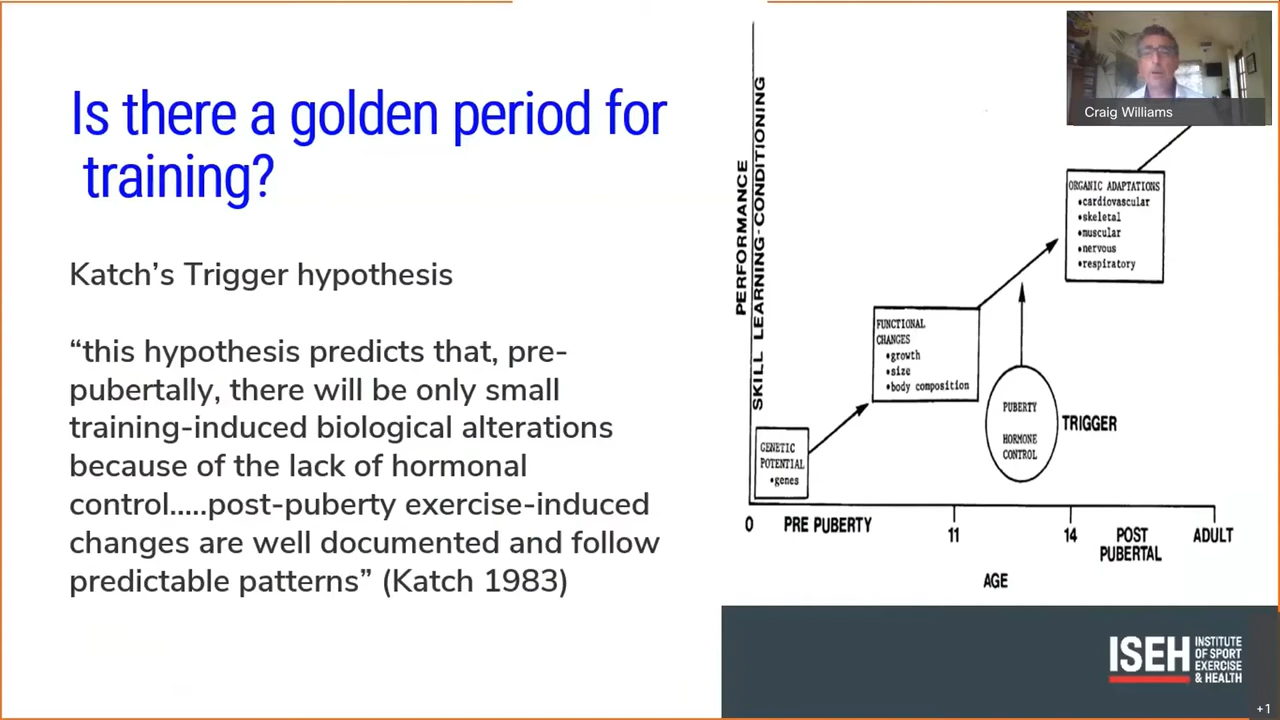 Is there a golden period for
training?
Katch's Trigger hypothesis
“this hypothesis predicts that, pre-
pubertally, there will be only small
training-induced biological alterations
because of the lack of hormonal
control.....post-puberty exercise-induced
changes are well documented and follow
predictable patterns” (Katch 1983)
PERFORMANCE
SKILL LEARNING-CONDITIONING
Craig Williams
ORGANIC ADAPTATIONS
•cardiovascular
•skeletal
•muscular
•nervous
•respiratory
FUNCTIONAL
CHANGES
•growth
•size
•body composition
PUBERTY
HORMONE
CONTROL
TRIGGER
GENETIC
POTENTIAL
•genes
0
PRE PUBERTY
11
14
POST
PUBERTAL
ADULT
AGE
ISEH
INSTITUTE
OF SPORT
EXERCISE
& HEALTH
+1